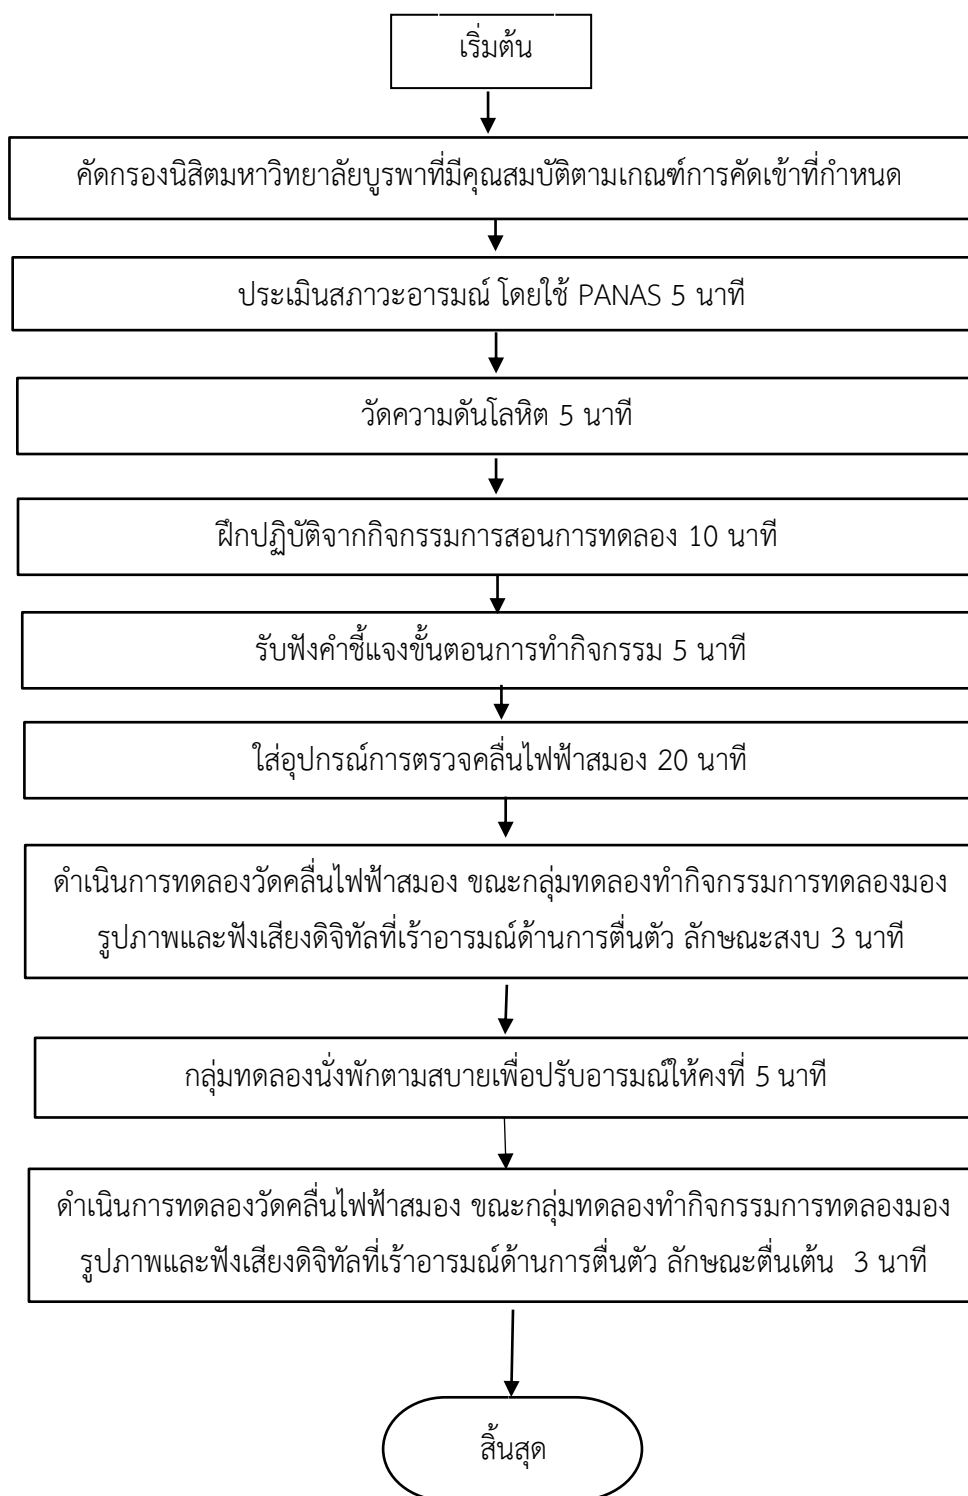 เริ่มต้น
คัดกรองนิสิตมหาวิทยาลัยบูรพาที่มีคุณสมบัติตามเกณฑ์การคัดเข้าที่กำหนด
ประเมินสภาวะอารมณ์ โดยใช้ PANAS 5 นาที
วัดความดันโลหิต 5 นาที
ฝึกปฏิบัติจากกิจกรรมการสอนการทดลอง 10 นาที
รับฟังคำชี้แจงขั้นตอนการทำกิจกรรม 5 นาที
ใส่อุปกรณ์การตรวจคลื่นไฟฟ้าสมอง 20 นาที
ดำเนินการทดลองวัดคลื่นไฟฟ้าสมอง ขณะกลุ่มทดลองทำกิจกรรมการทดลองมอง
รูปภาพและฟังเสียงดิจิทัลที่เร้าอารมณ์ด้านการตื่นตัว ลักษณะสงบ 3 นาที
กลุ่มทดลองนั่งพักตามสบายเพื่อปรับอารมณ์ให้คงที่ 5 นาที
ดำเนินการทดลองวัดคลื่นไฟฟ้าสมอง ขณะกลุ่มทดลองทำกิจกรรมการทดลองมอง
รูปภาพและฟังเสียงดิจิทัลที่เร้าอารมณ์ด้านการตื่นตัว ลักษณะตื่นเต้น 3 นาที
สิ้นสุด